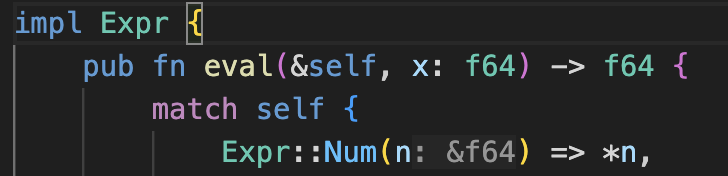 impl Expr {
pub fn eval(&self, x: f64) -> f64 {
match self {
Expr::Num(n: &f64) => *n,